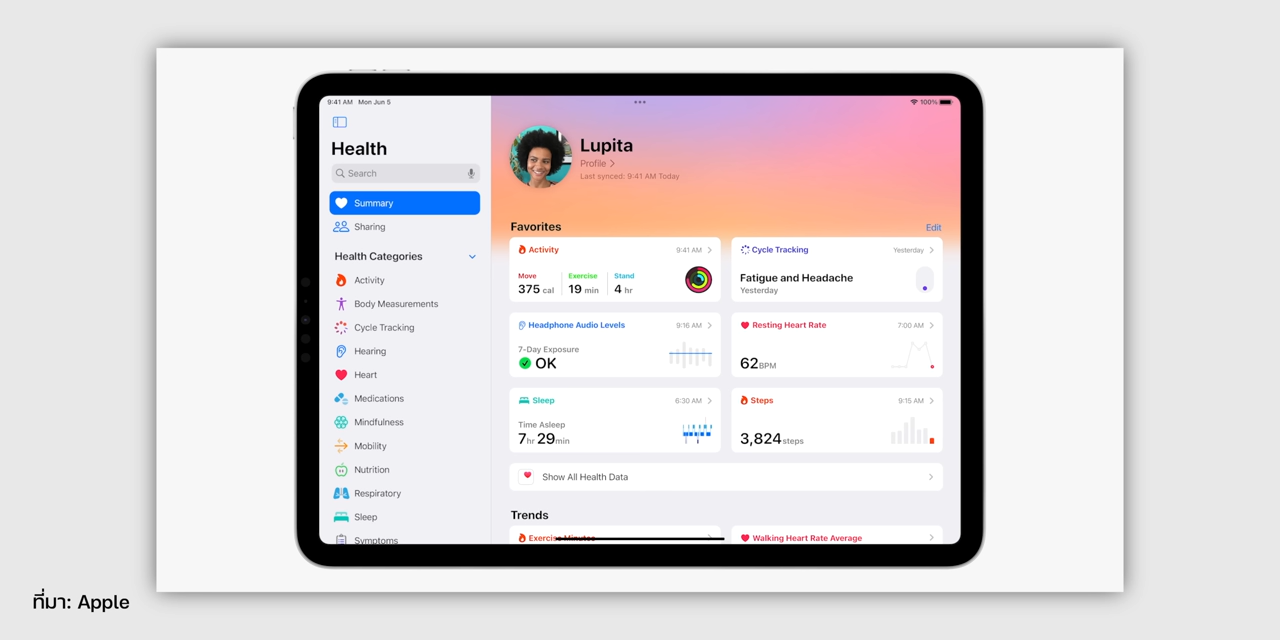 9:41 AM Mon Jun 5
100%
Health
Search
Summary
Sharing
Health Categories
Activity
Body Measurements
Cycle Tracking
Hearing
Heart
Medications
Mindfulness
Mobility
Nutrition
Respiratory
Sleep
Symptoms
Lupita
Profile
Last synced: 9:41 AM Today
Favorites
Edit
Activity 9:41 AM
Move Exercise Stand
375 cal 19 min 4 hr
Cycle Tracking Yesterday
Fatigue and Headache
Yesterday
Headphone Audio Levels 9:16 AM
7-Day Exposure
OK
Resting Heart Rate 7:00 AM
62 BPM
Sleep 6:30 AM
Time Asleep
7 hr 29 min
Steps 9:15 AM
3,824 steps
Show All Health Data
Trends
Exercise Minutes
Walking Heart Rate Average
ที่มา: Apple